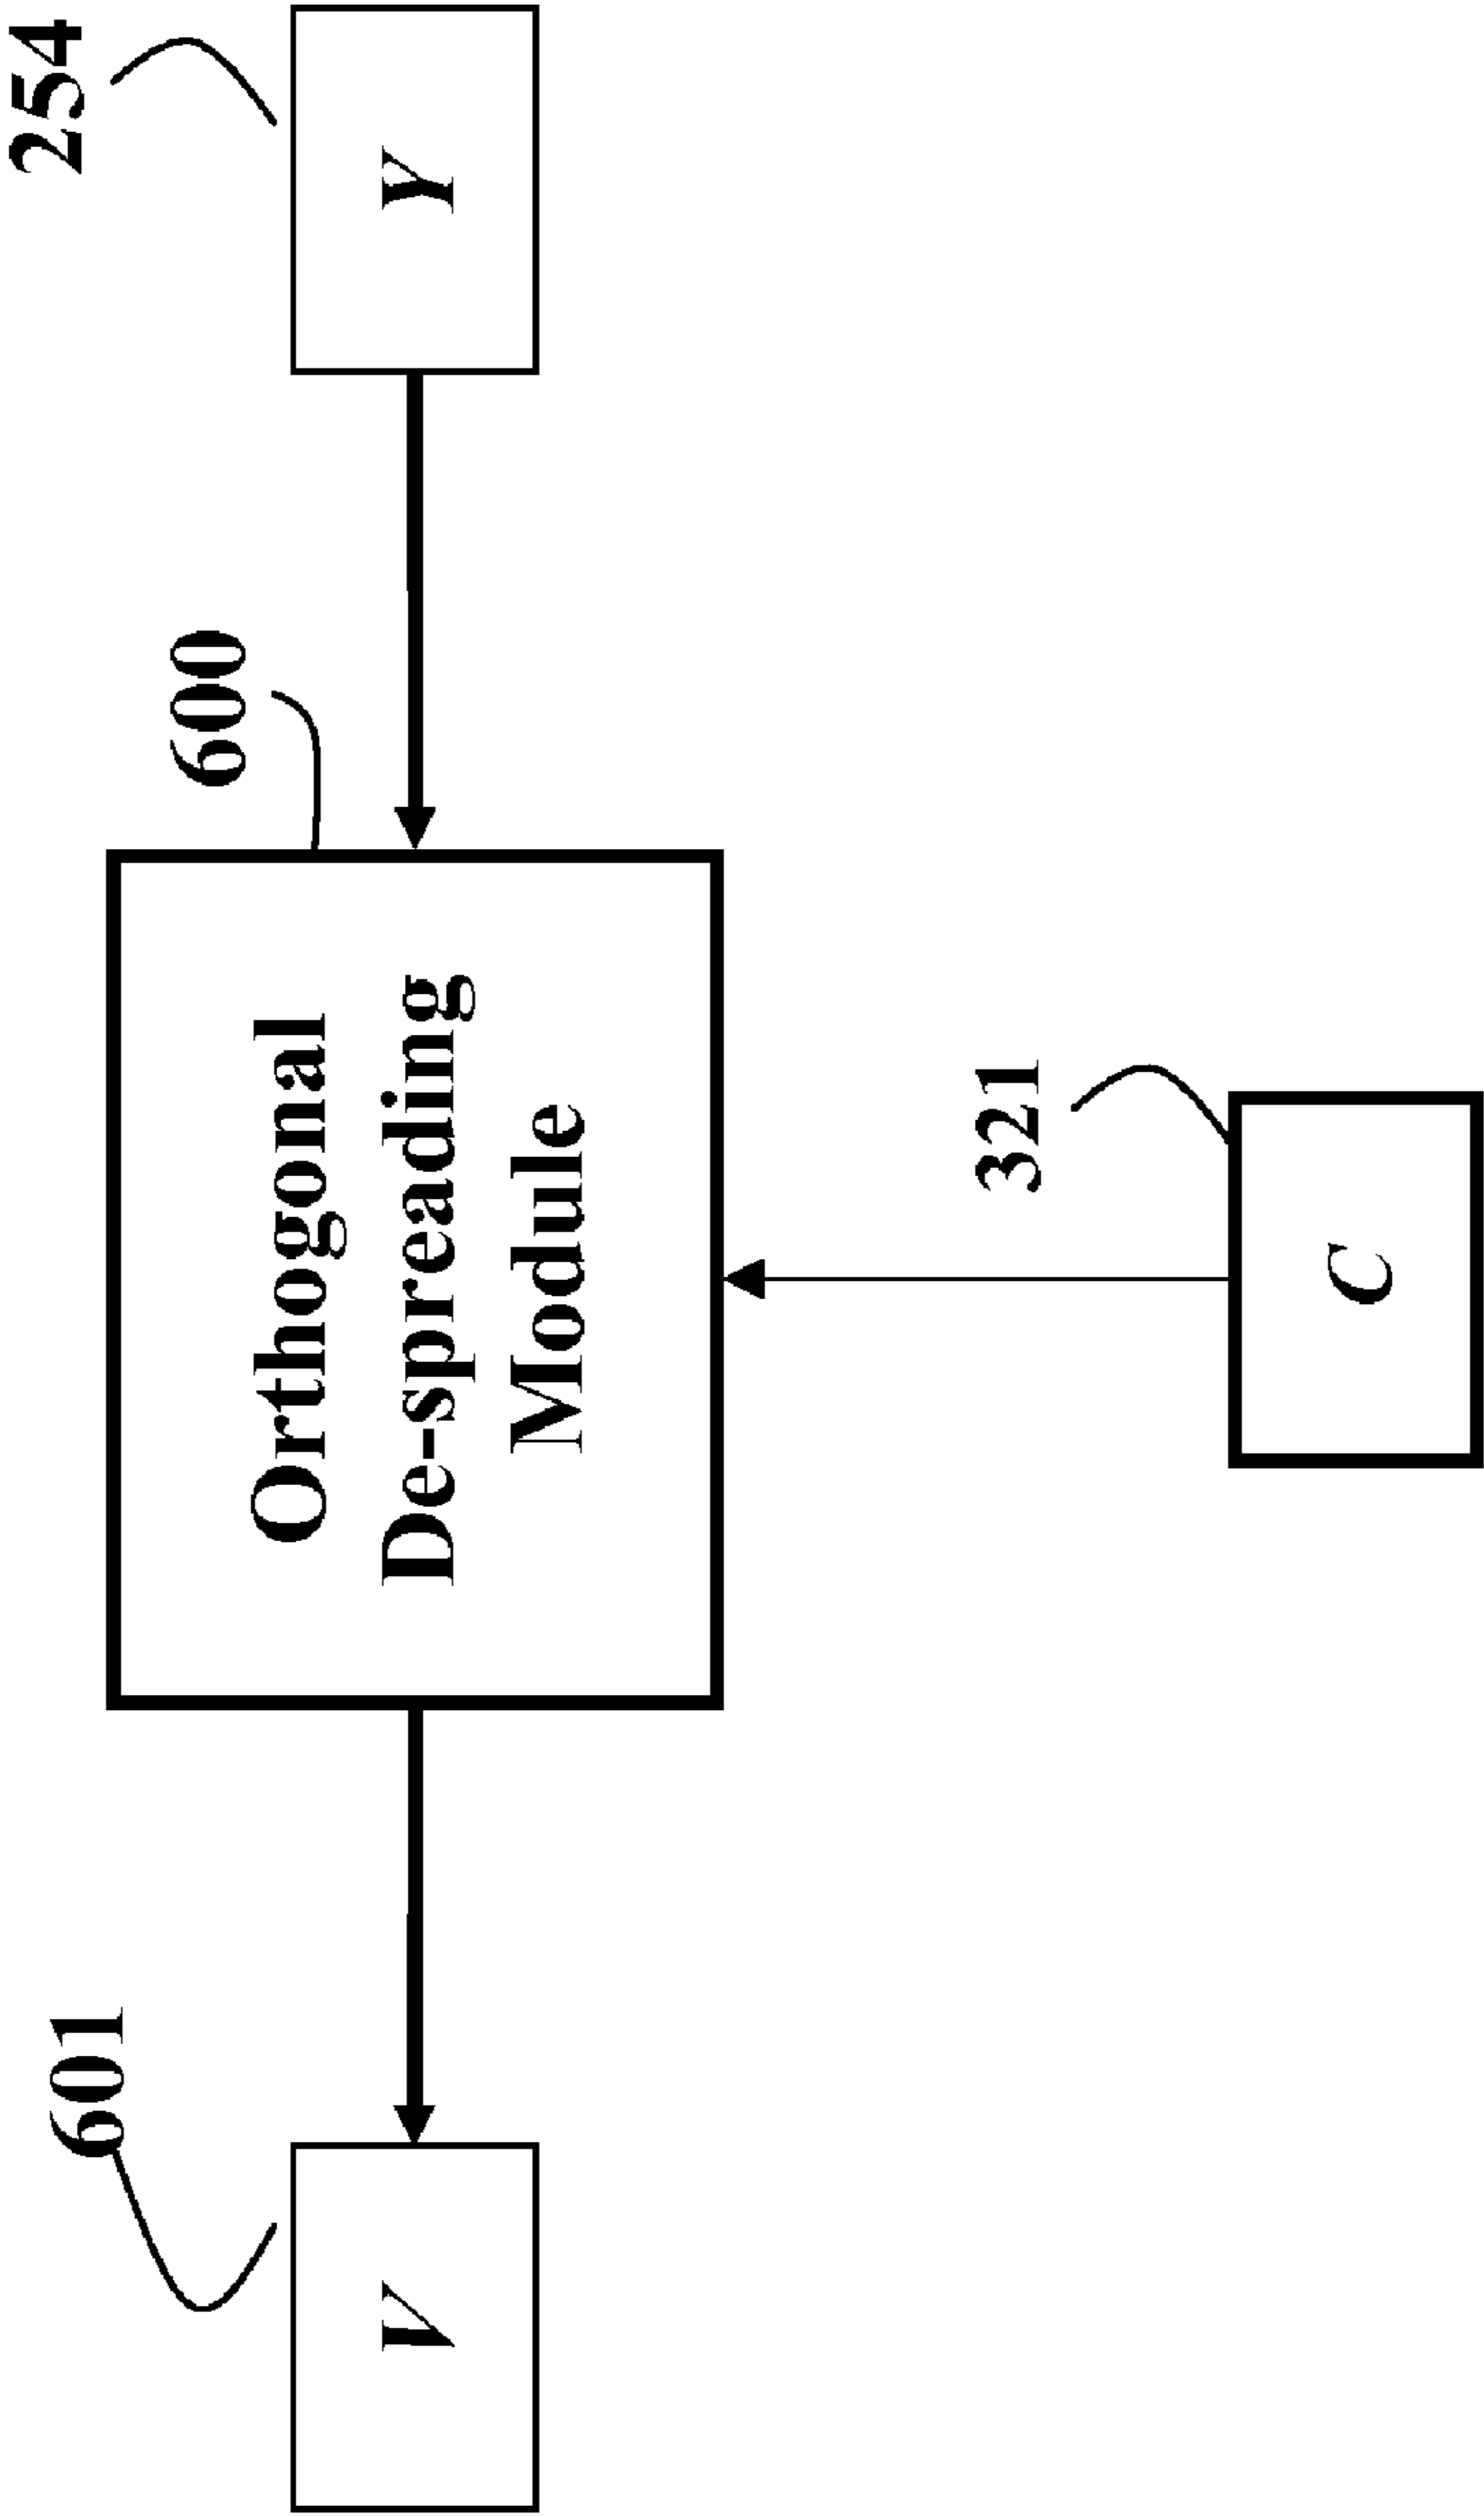 601
V
600
Orthogonal
De-spreading
Module
254
Y
321
C